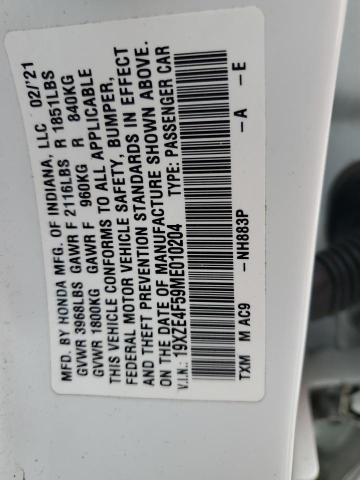 MFD. BY HONDA MFG. OF INDIANA, LLC 02/'21
GVWR 3968LBS GAWR F 2116LBS R 1851LBS
GVWR 1800KG GAWR F 960KG R 840KG
THIS VEHICLE CONFORMS TO ALL APPLICABLE
FEDERAL MOTOR VEHICLE SAFETY, BUMPER,
AND THEFT PREVENTION STANDARDS IN EFFECT
ON THE DATE OF MANUFACTURE SHOWN ABOVE.
V.I.N.: 19XZE4F59ME010204 TYPE: PASSENGER CAR
TXM M AC9 -NH883P -A -E